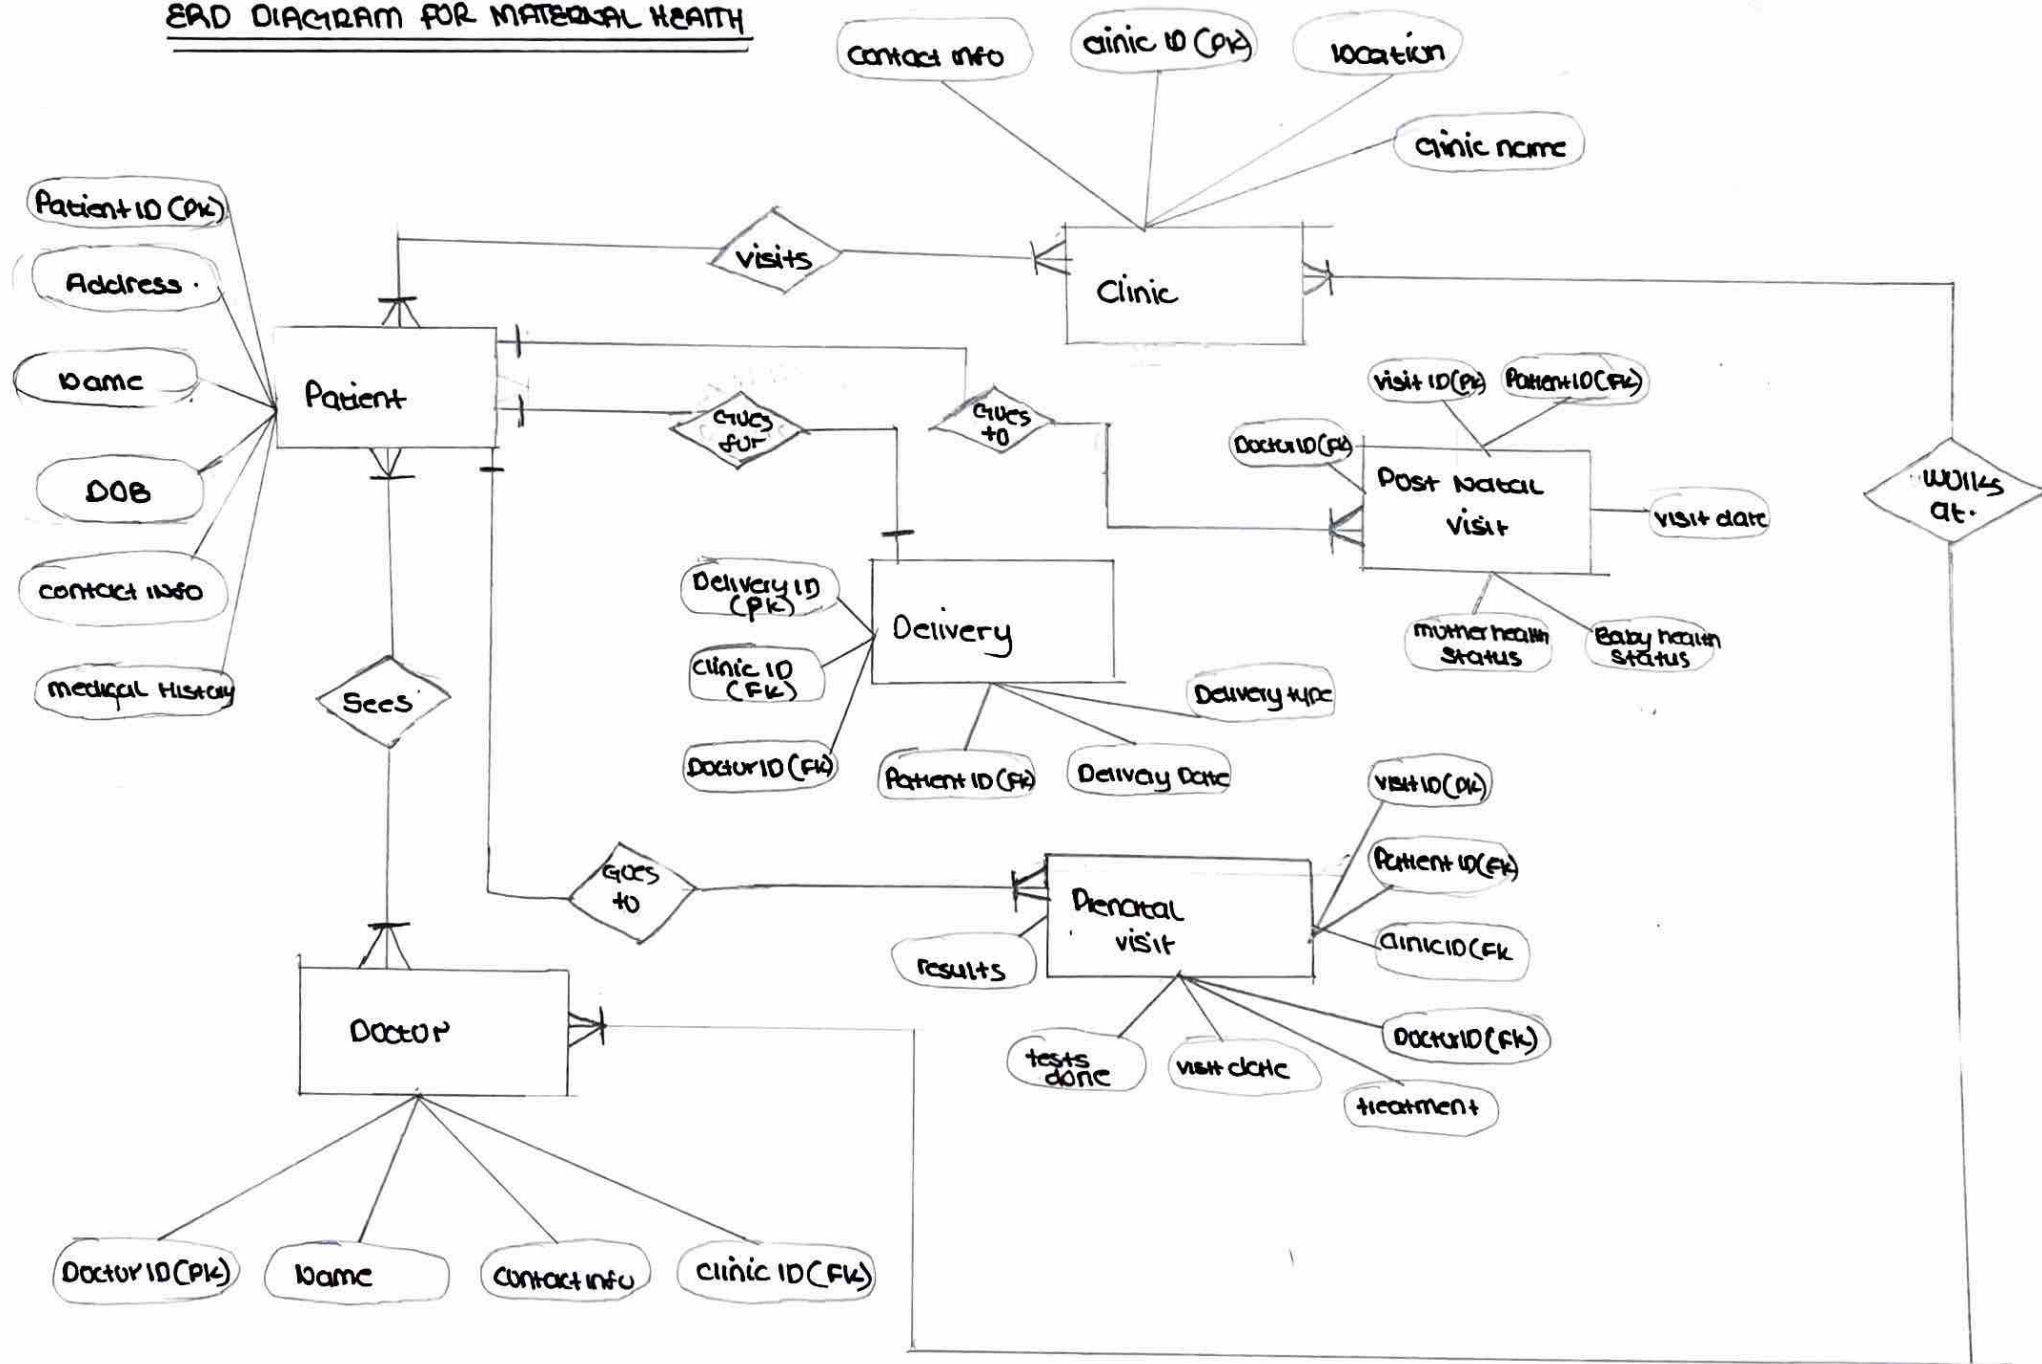 ERD DIAGRAM FOR MATERNAL HEALTH
contact info
clinic ID (PK)
location
clinic name
Patient ID (PK)
Address.
Name
DOB
contact INFO
medical History
visits
Clinic
Patient
Goes
for
Goes
to
visit ID (PK)
Patient ID (FK)
Doctor ID (FK)
Post Natal
visit
visit date
mother health
status
Baby health
status
Works
at.
Delivery ID
(PK)
Clinic ID
(FK)
Doctor ID (FK)
Delivery
Delivery type
Patient ID (FK)
Delivery Date
Sees
Goes
to
Prenatal
visit
visit ID (PK)
Patient ID (FK)
clinic ID (FK
Doctor ID (FK)
treatment
visit date
tests
done
results
Doctor
Doctor ID (PK)
Name
contact info
clinic ID (FK)